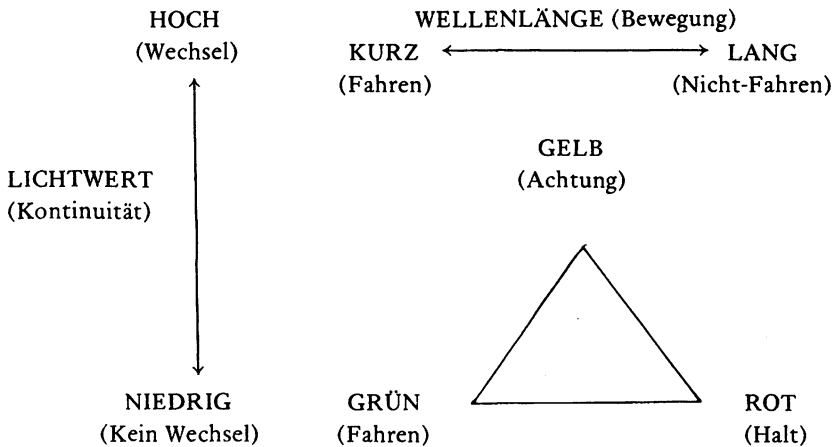 HOCH
(Wechsel)
WELLENLÄNGE (Bewegung)
KURZ
(Fahren)
LANG
(Nicht-Fahren)
GELB
(Achtung)
LICHTWERT
(Kontinuität)
NIEDRIG
(Kein Wechsel)
GRÜN
(Fahren)
ROT
(Halt)